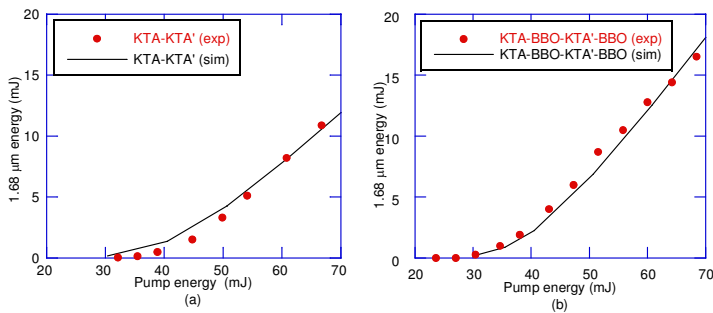 20
KTA-KTA' (exp)
KTA-KTA' (sim)
15
10
5
0
1.68 µm energy (mJ)
20 30 40 50 60 70
Pump energy (mJ)
(a)
20
KTA-BBO-KTA'-BBO (exp)
KTA-BBO-KTA'-BBO (sim)
15
10
5
0
1.68 µm energy (mJ)
20 30 40 50 60 70
Pump energy (mJ)
(b)